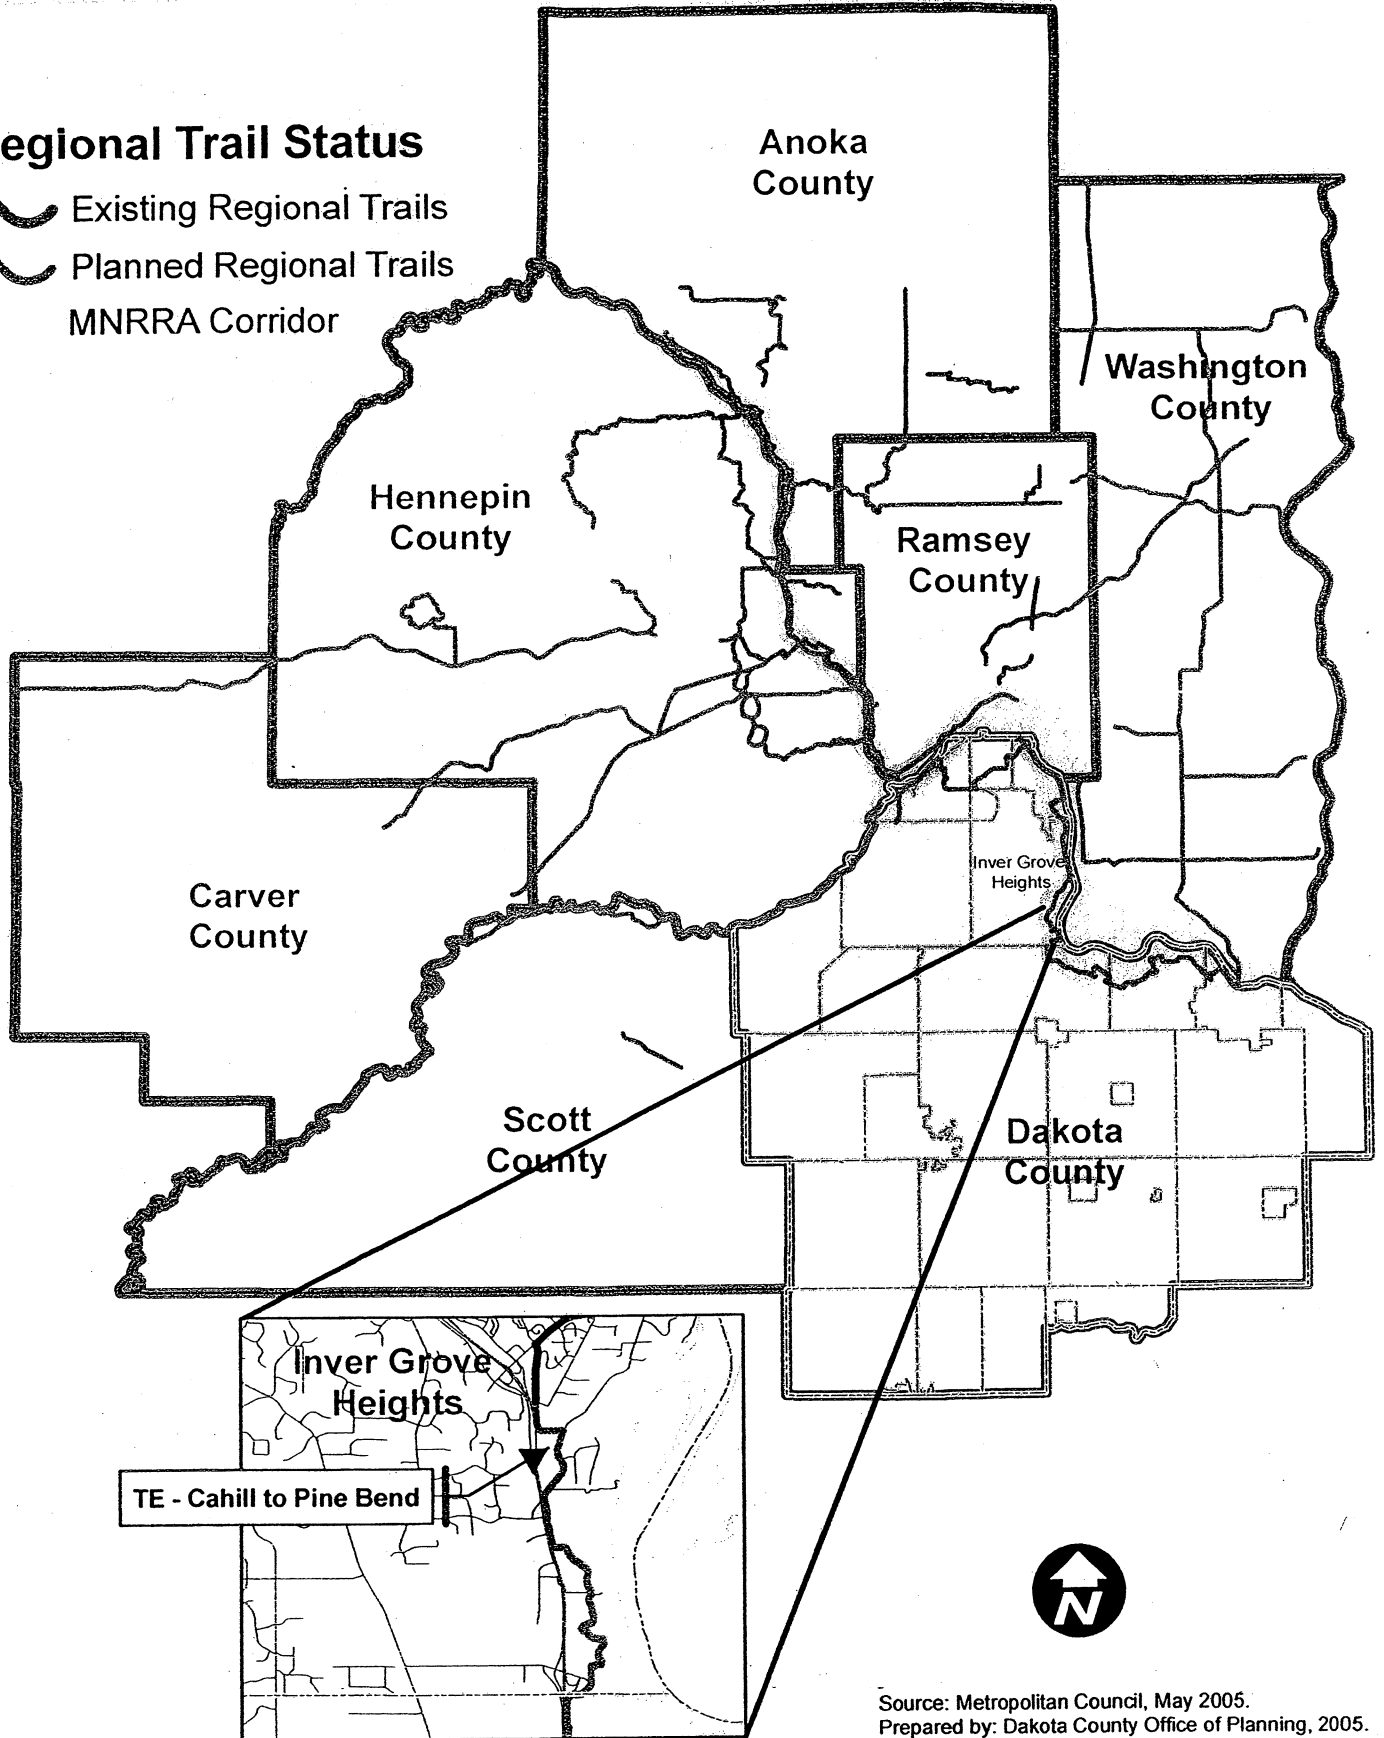 egional Trail Status
Existing Regional Trails
Planned Regional Trails
MNRRA Corridor
Anoka
County
Washington
County
Hennepin
County
Ramsey
County
Inver Grove
Heights
Carver
County
Scott
County
Dakota
County
Inver Grove
Heights
TE - Cahill to Pine Bend
N
Source: Metropolitan Council, May 2005.
Prepared by: Dakota County Office of Planning, 2005.